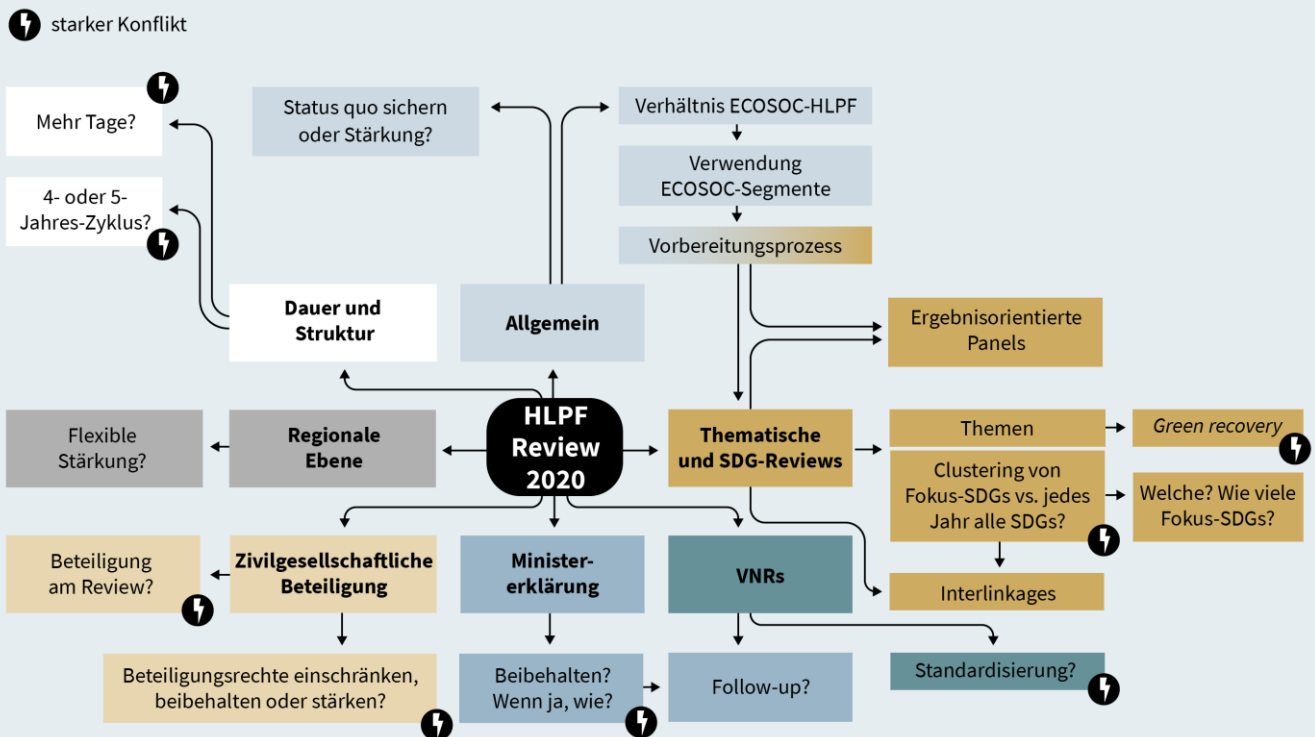 starker Konflikt
Mehr Tage?
4- oder 5-
Jahres-Zyklus?
Status quo sichern
oder Stärkung?
Verhältnis ECOSOC-HLPF
Verwendung
ECOSOC-Segmente
Vorbereitungsprozess
Dauer und
Struktur
Allgemein
Ergebnisorientierte
Panels
Flexible
Stärkung?
Regionale
Ebene
HLPF
Review
2020
Thematische
und SDG-Reviews
Themen
Green recovery
Clustering von
Fokus-SDGs vs. jedes
Jahr alle SDGs?
Welche? Wie viele
Fokus-SDGs?
Interlinkages
Beteiligung
am Review?
Zivilgesellschaftliche
Beteiligung
Minister-
erklärung
VNRs
Beteiligungsrechte einschränken,
beibehalten oder stärken?
Beibehalten?
Wenn ja, wie?
Follow-up?
Standardisierung?